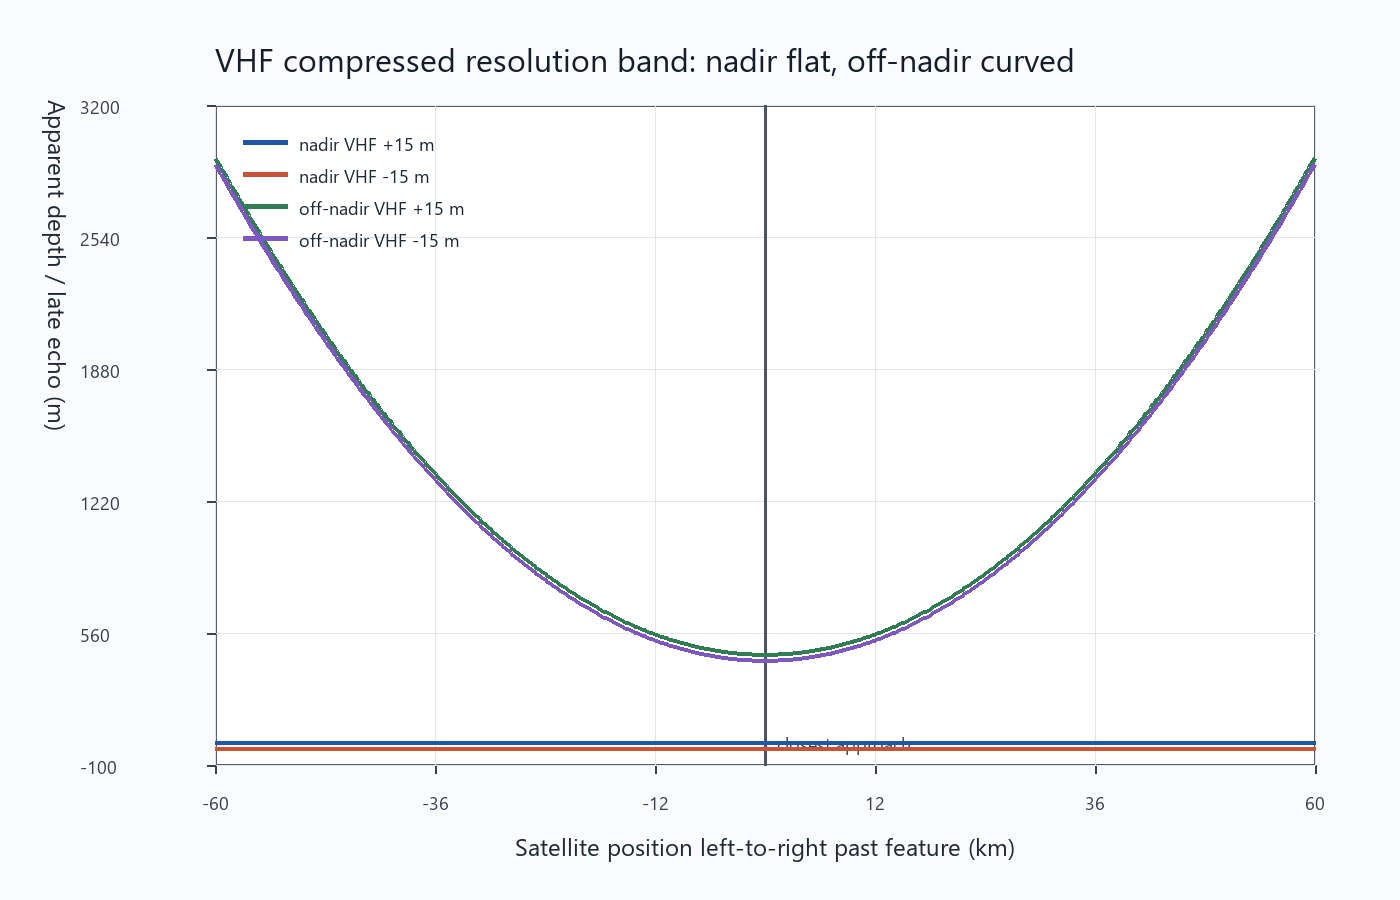 VHF compressed resolution band: nadir flat, off-nadir curved
Apparent depth / late echo (m)
3200
2540
1880
1220
560
-100
nadir VHF +15 m
nadir VHF -15 m
off-nadir VHF +15 m
off-nadir VHF -15 m
closest approach
-60
-36
-12
12
36
60
Satellite position left-to-right past feature (km)